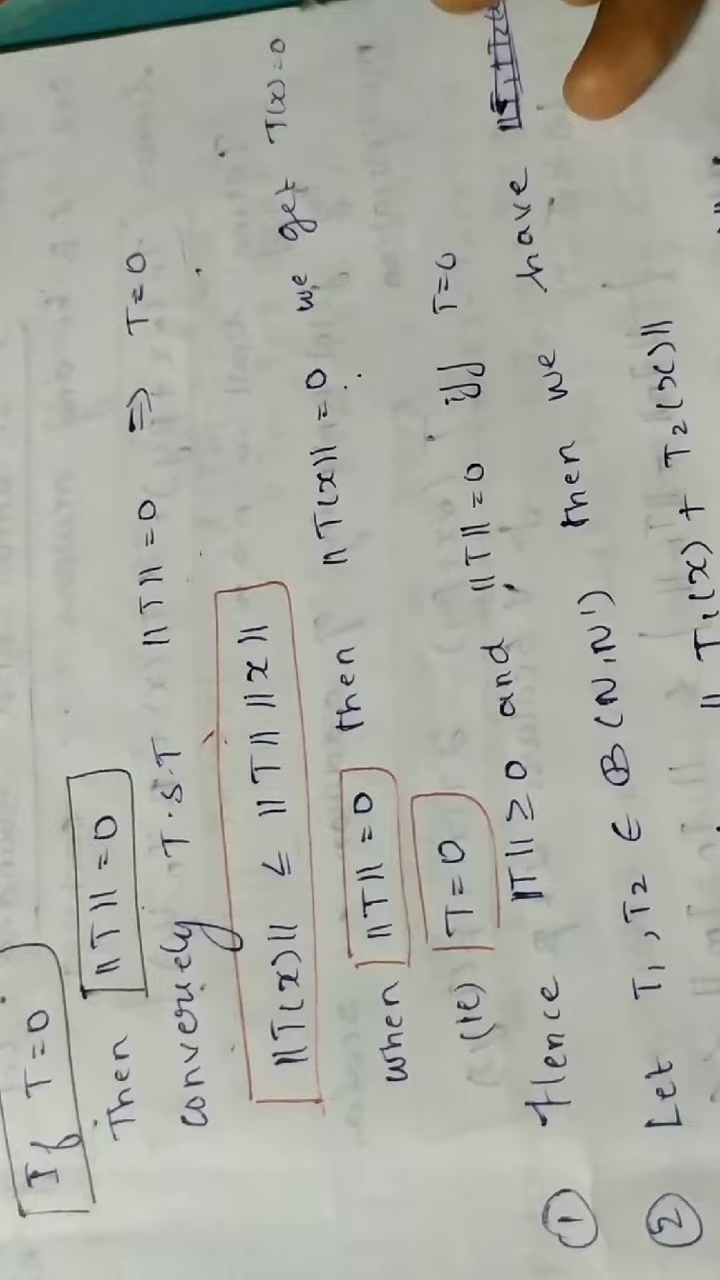 If T=0
Then ||T||=0
converiely T.S.T ||T||=0 ⇒ T=0
||T(x)|| ≤ ||T|| ||x||
when ||T||=0 then ||T(x)||=0 we get T(x)=0
(ie) T=0
① Hence ||T||≥0 and ||T||=0 iff T=0
② Let T₁,T₂ ∈ B(N,N') then we have
|| T₁(x) + T₂(x)||